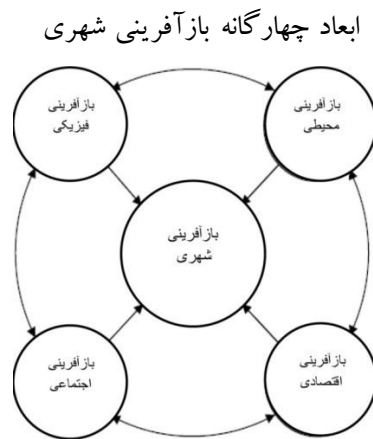 ابعاد چهارگانه بازآفرینی شهری
بازآفرینی
محیطی
بازآفرینی
فیزیکی
بازآفرینی
شهری
بازآفرینی
اقتصادی
بازآفرینی
اجتماعی